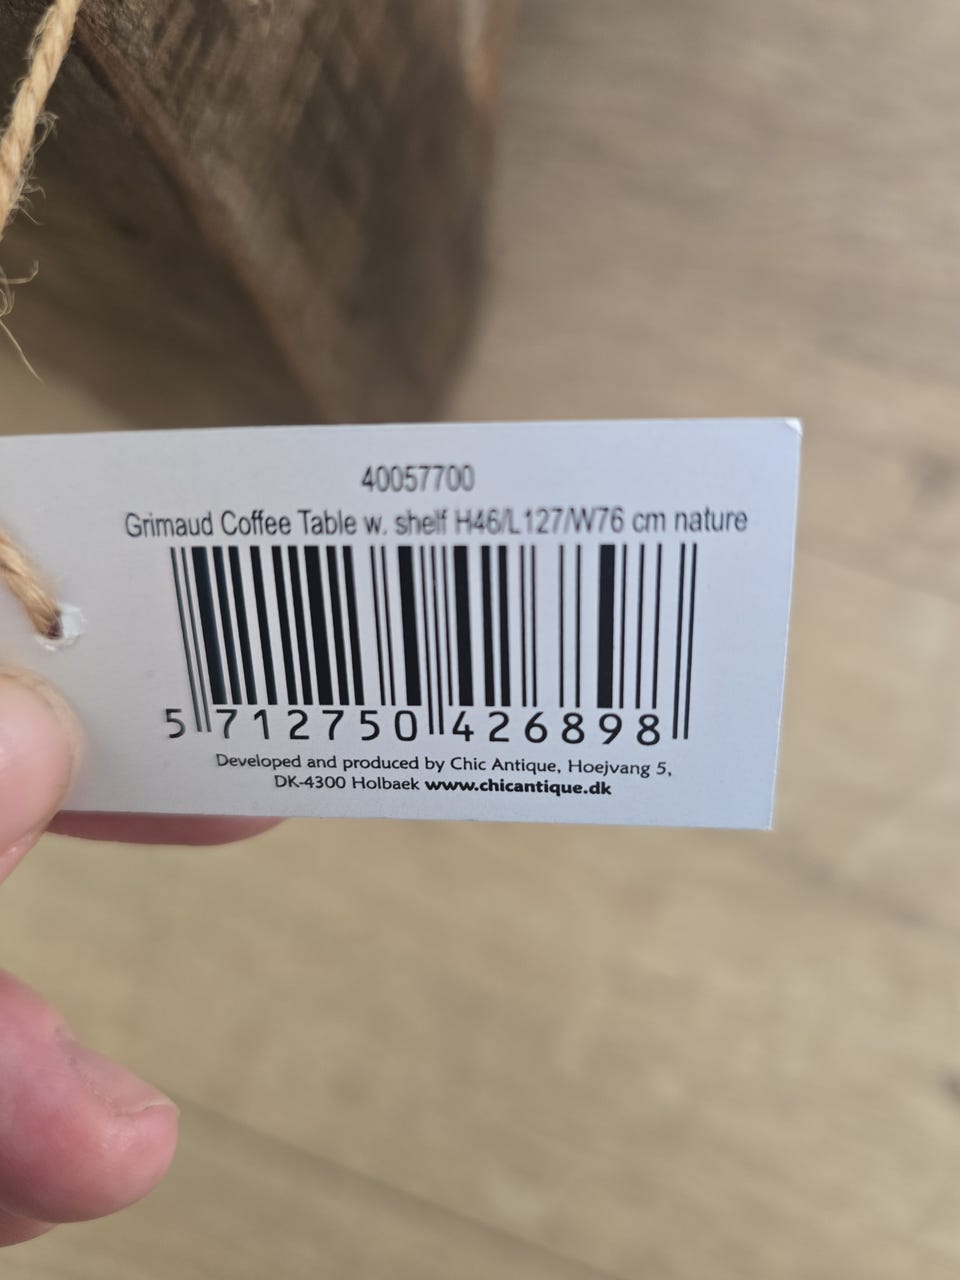 40057700
Grimaud Coffee Table w. shelf H46/L127/W76 cm nature
5 712750 426898
Developed and produced by Chic Antique, Hoejvang 5,
DK-4300 Holbaek www.chicantique.dk